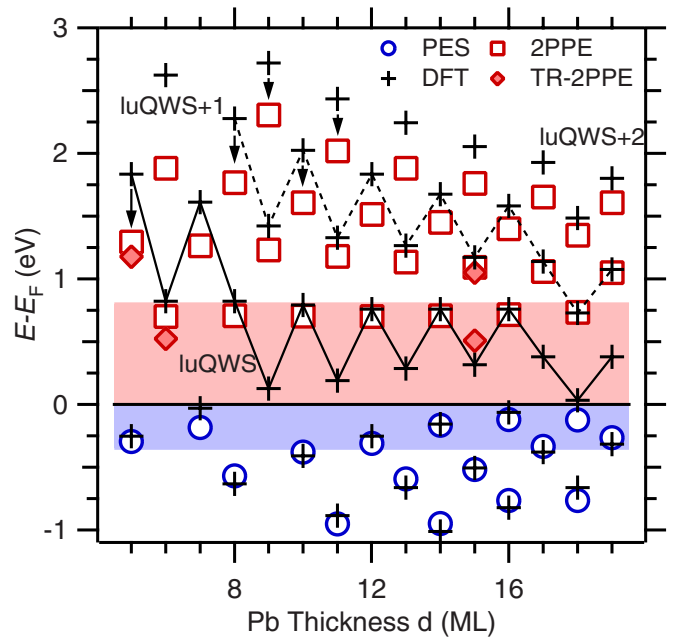 3
PES 2PPE
DFT TR-2PPE
luQWS+1
luQWS+2
2
1
luQWS
0
-1
E-E_F (eV)
8 12 16
Pb Thickness d (ML)